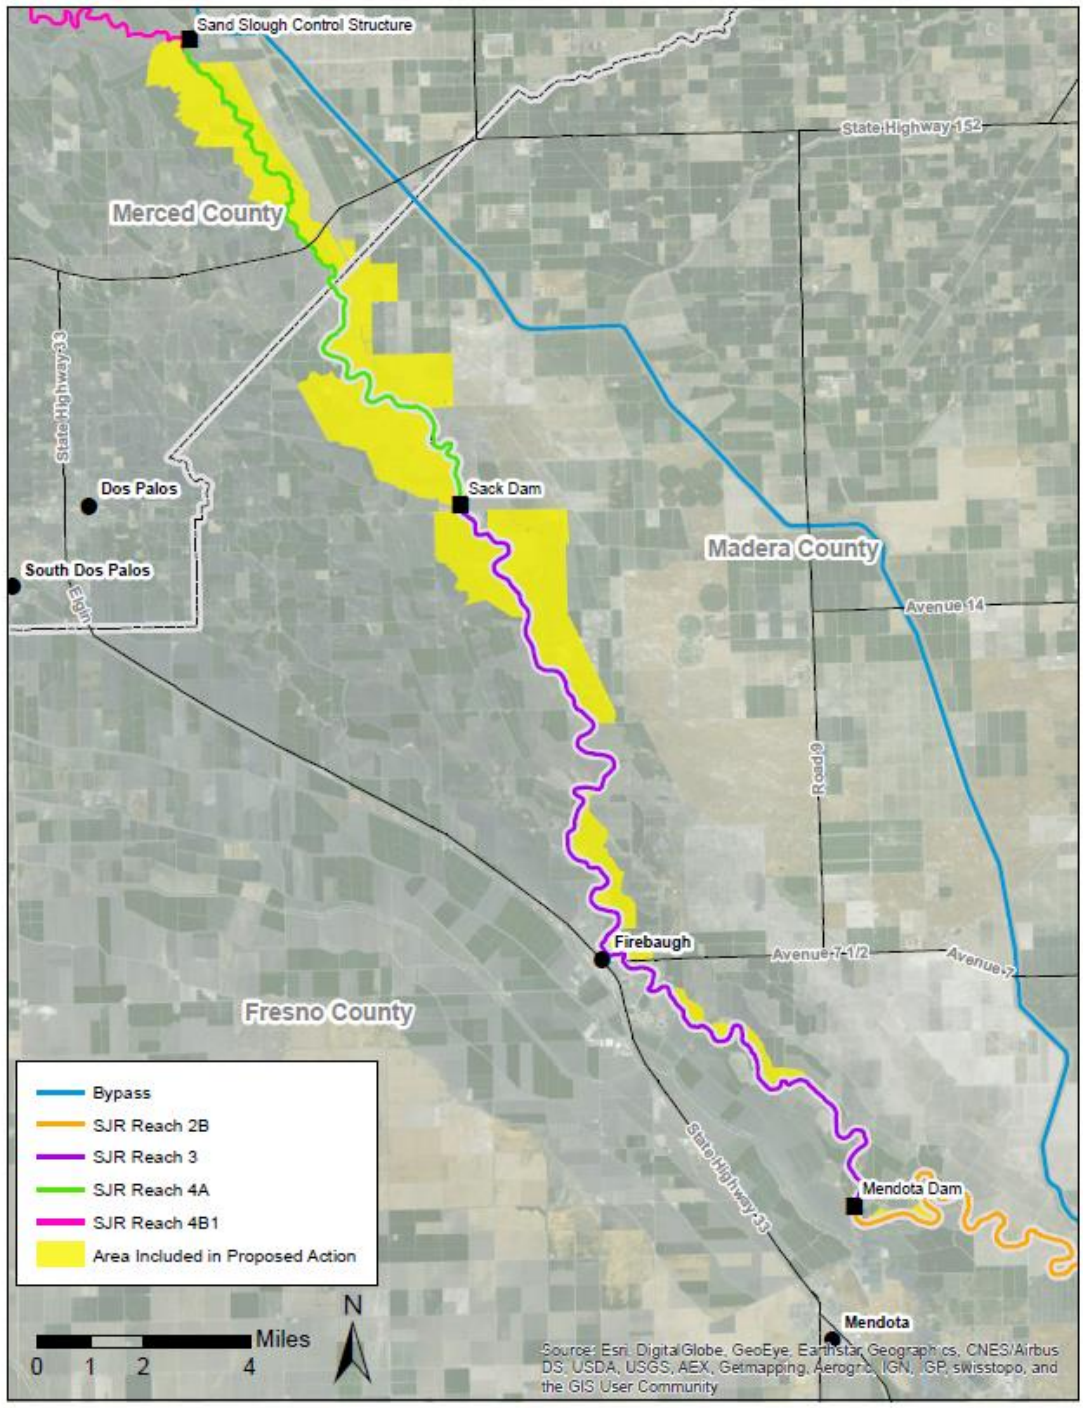 Sand Slough Control Structure
State Highway 152
Merced County
State Highway 33
Dos Palos
Sack Dam
South Dos Palos
Elgin
Madera County
Avenue 14
Road 9
Firebaugh
Avenue 7 1/2
Avenue 7
Fresno County
Bypass
SJR Reach 2B
SJR Reach 3
SJR Reach 4A
SJR Reach 4B1
Area Included in Proposed Action
State Highway 33
Mendota Dam
N
Miles
0 1 2 4
Mendota
Source: Esri, DigitalGlobe, GeoEye, Earthstar Geographics, CNES/Airbus
DS, USDA, USGS, AEX, Getmapping, Aerogrid, IGN, IGP, swisstopo, and
the GIS User Community